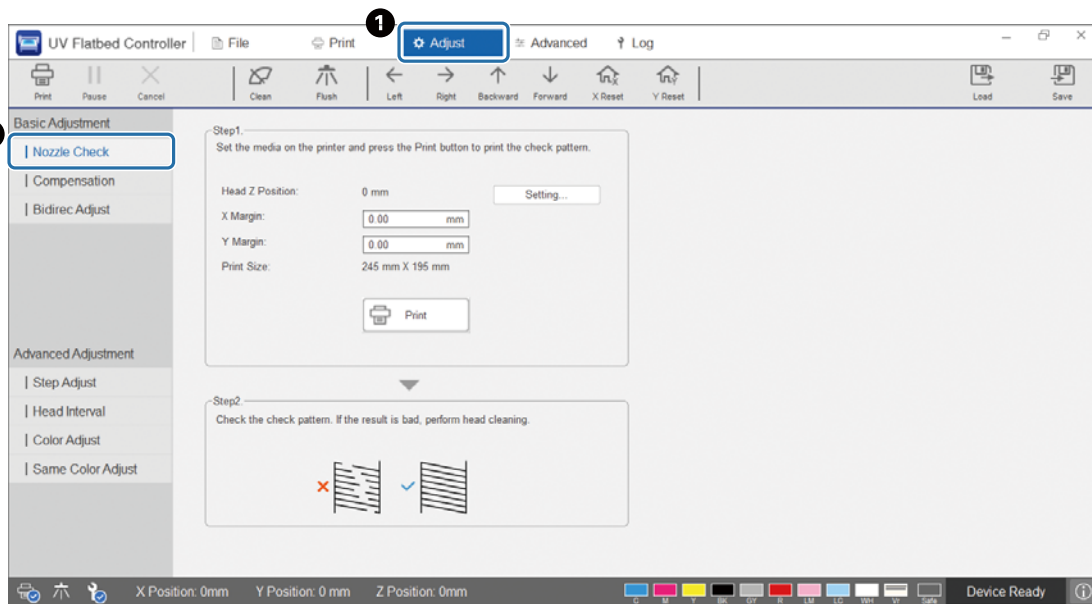 1
UV Flatbed Controller
File
Print
Adjust
Advanced
Log
Print
Pause
Cancel
Clean
Flush
Left
Right
Backward
Forward
X Reset
Y Reset
Load
Save
Basic Adjustment
Nozzle Check
Compensation
Bidirec Adjust
Advanced Adjustment
Step Adjust
Head Interval
Color Adjust
Same Color Adjust
Step1.
Set the media on the printer and press the Print button to print the check pattern.
Head Z Position: 0 mm Setting...
X Margin: 0.00 mm
Y Margin: 0.00 mm
Print Size: 245 mm X 195 mm
Print
Step2.
Check the check pattern. If the result is bad, perform head cleaning.
X Position: 0mm Y Position: 0 mm Z Position: 0mm
C M Y BK GY R LM LC WH VI Safe
Device Ready